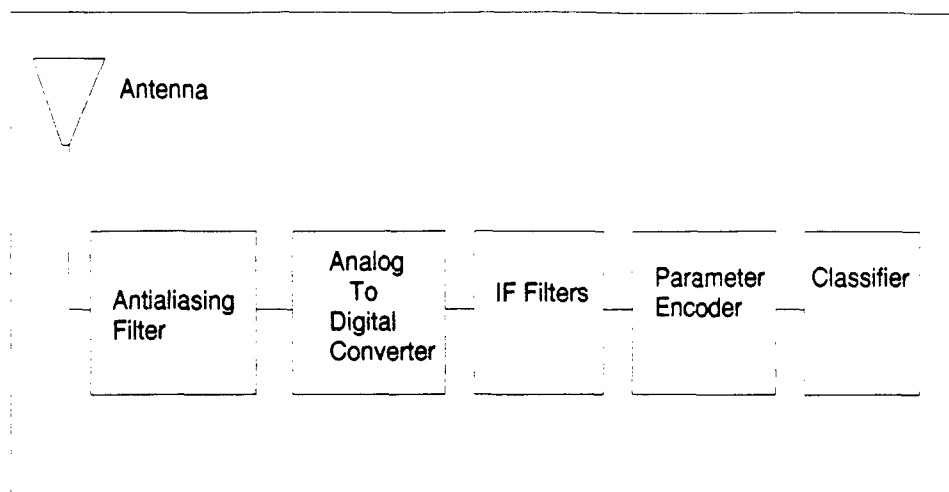 Antenna
Antialiasing
Filter
Analog
To
Digital
Converter
IF Filters
Parameter
Encoder
Classifier